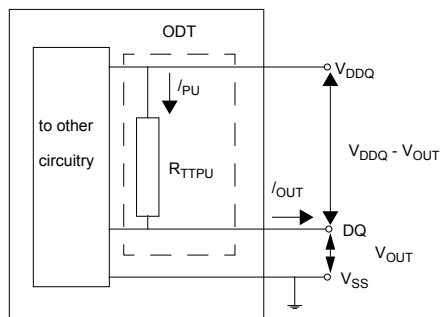 ODT
V_DDQ
I_PU
to other
circuitry
V_DDQ - V_OUT
R_TTPU
I_OUT
DQ
V_OUT
V_SS